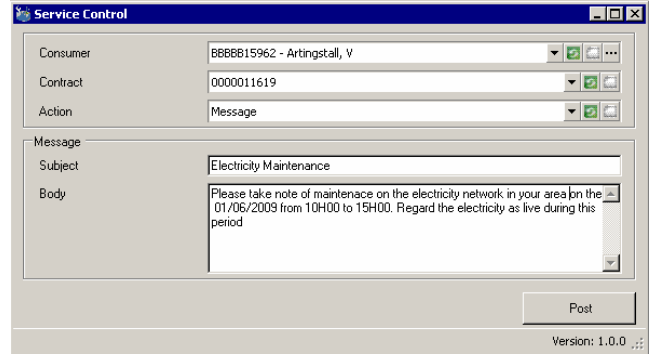 Service Control
Consumer BBBBB15962 - Artingstall, V
Contract 0000011619
Action Message
Message
Subject Electricity Maintenance
Body Please take note of maintenace on the electricity network in your area on the
01/06/2009 from 10H00 to 15H00. Regard the electricity as live during this
period
Post
Version: 1.0.0